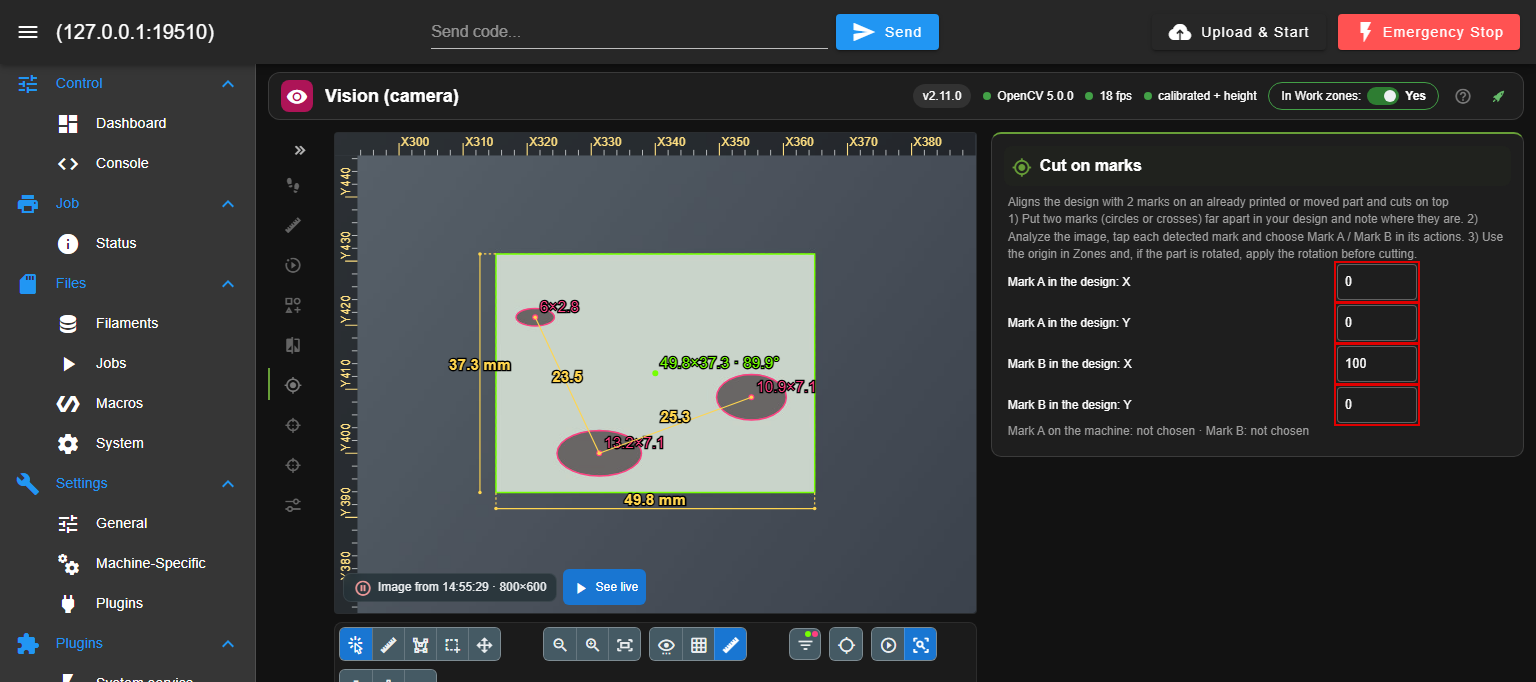 (127.0.0.1:19510)
Send code...
Send
Upload & Start
Emergency Stop
Control
Dashboard
Console
Job
Status
Files
Filaments
Jobs
Macros
System
Settings
General
Machine-Specific
Plugins
Plugins
System service
Vision (camera)
v2.11.0
OpenCV 5.0.0
18 fps
calibrated + height
In Work zones:
Yes
X300
X310
X320
X330
X340
X350
X360
X370
X380
Y440
Y430
Y420
Y410
Y400
Y390
Y380
6×2.8
37.3 mm
23.5
49.8×37.3 · 89.9°
10.9×7.1
25.3
13.2×7.1
49.8 mm
Image from 14:55:29 · 800×600
See live
Cut on marks
Aligns the design with 2 marks on an already printed or moved part and cuts on top
1) Put two marks (circles or crosses) far apart in your design and note where they are. 2)
Analyze the image, tap each detected mark and choose Mark A / Mark B in its actions. 3) Use
the origin in Zones and, if the part is rotated, apply the rotation before cutting.
Mark A in the design: X
0
Mark A in the design: Y
0
Mark B in the design: X
100
Mark B in the design: Y
0
Mark A on the machine: not chosen · Mark B: not chosen